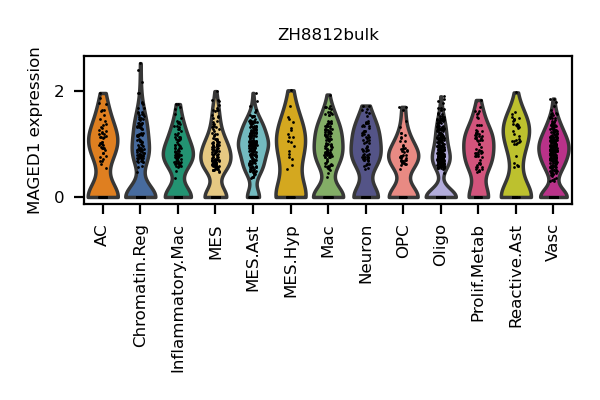 ZH8812bulk
MAGED1 expression
2
0
AC
Chromatin.Reg
Inflammatory.Mac
MES
MES.Ast
MES.Hyp
Mac
Neuron
OPC
Oligo
Prolif.Metab
Reactive.Ast
Vasc